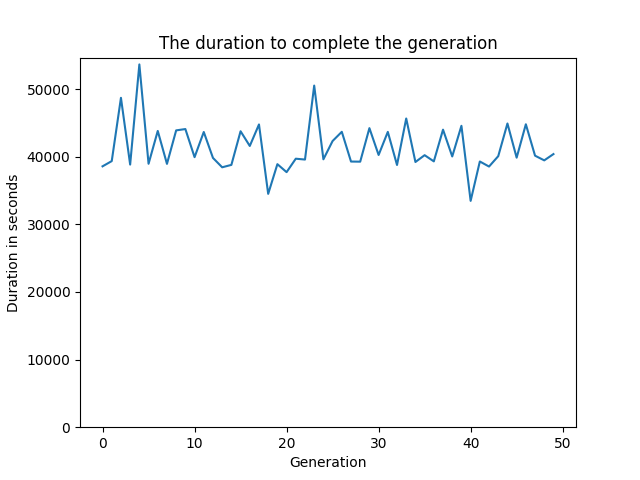 The duration to complete the generation
50000
40000
30000
20000
10000
0
Duration in seconds
0 10 20 30 40 50
Generation